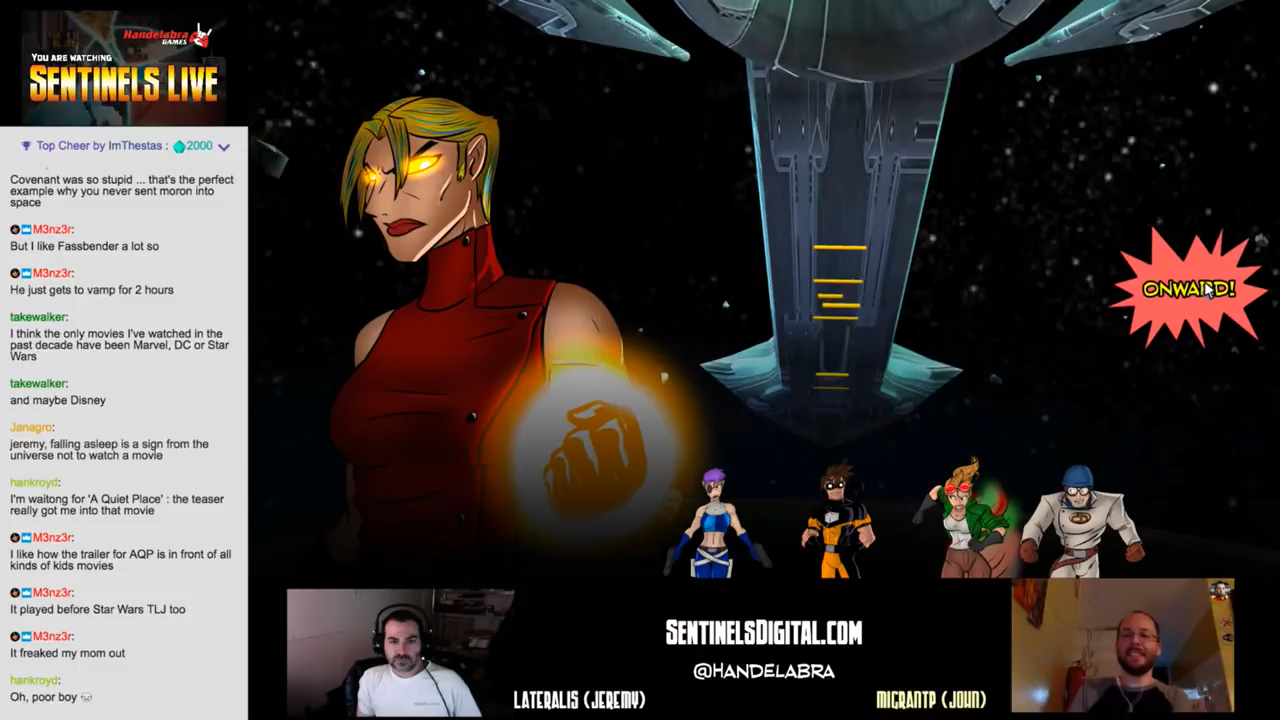 Handelabra
GAMES
YOU ARE WATCHING
SENTINELS LIVE
Top Cheer by ImThestas : 2000
Covenant was so stupid ... that's the perfect
example why you never sent moron into
space
M3nz3r:
But I like Fassbender a lot so
M3nz3r:
He just gets to vamp for 2 hours
takewalker:
I think the only movies I've watched in the
past decade have been Marvel, DC or Star
Wars
takewalker:
and maybe Disney
Janagro:
jeremy, falling asleep is a sign from the
universe not to watch a movie
hankroyd:
I'm waitong for 'A Quiet Place' : the teaser
really got me into that movie
M3nz3r:
I like how the trailer for AQP is in front of all
kinds of kids movies
M3nz3r:
It played before Star Wars TLJ too
M3nz3r:
It freaked my mom out
hankroyd:
Oh, poor boy
ONWARD!
SENTINELSDIGITAL.COM
@HANDELABRA
LATERALIS (JEREMY)
MIGRANTP (JOHN)